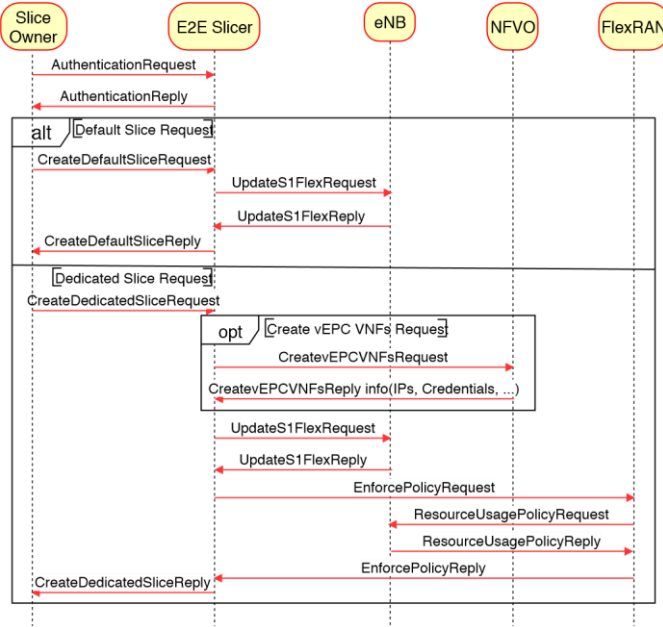 Slice
Owner
E2E Slicer
eNB
NFVO
FlexRAN
AuthenticationRequest
AuthenticationReply
alt
[Default Slice Request]
CreateDefaultSliceRequest
UpdateS1FlexRequest
UpdateS1FlexReply
CreateDefaultSliceReply
[Dedicated Slice Request]
CreateDedicatedSliceRequest
opt
[Create vEPC VNFs Request]
CreatevEPCVNFsRequest
CreatevEPCVNFsReply info(IPs, Credentials, ...)
UpdateS1FlexRequest
UpdateS1FlexReply
EnforcePolicyRequest
ResourceUsagePolicyRequest
ResourceUsagePolicyReply
EnforcePolicyReply
CreateDedicatedSliceReply